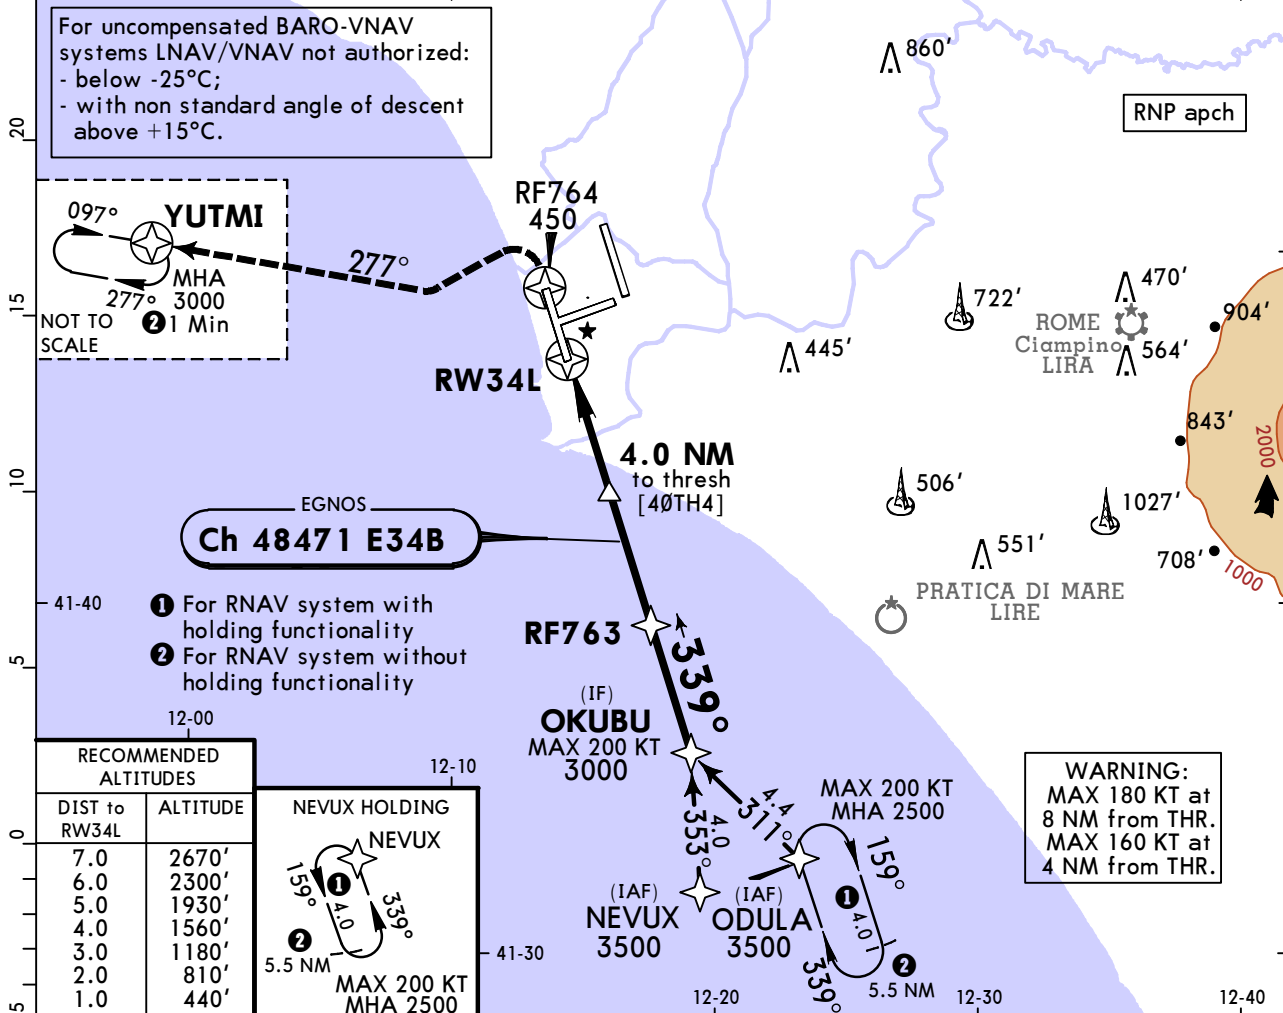 For uncompensated BARO-VNAV
systems LNAV/VNAV not authorized:
- below -25°C;
- with non standard angle of descent
above +15°C.
860'
RNP apch
20
097°
YUTMI
277°
MHA
3000
❷1 Min
NOT TO
SCALE
277°
RF764
450
15
722'
470'
ROME
Ciampino
LIRA
904'
564'
445'
RW34L
843'
2000
4.0 NM
to thresh
[4ØTH4]
10
506'
1027'
551'
708'
1000
EGNOS
Ch 48471 E34B
41-40
❶ For RNAV system with
holding functionality
❷ For RNAV system without
holding functionality
PRATICA DI MARE
LIRE
RF763
339°
5
12-00
(IF)
OKUBU
MAX 200 KT
3000
RECOMMENDED
ALTITUDES
DIST to
RW34L
ALTITUDE
7.0 2670'
6.0 2300'
5.0 1930'
4.0 1560'
3.0 1180'
2.0 810'
1.0 440'
0
5
12-10
NEVUX HOLDING
NEVUX
159°
❶
4.0
339°
❷
5.5 NM
MAX 200 KT
MHA 2500
41-30
4.0
353°
4.4
311°
(IAF)
NEVUX
3500
(IAF)
ODULA
3500
MAX 200 KT
MHA 2500
159°
❶
4.0
339°
❷
5.5 NM
WARNING:
MAX 180 KT at
8 NM from THR.
MAX 160 KT at
4 NM from THR.
12-20
12-30
12-40